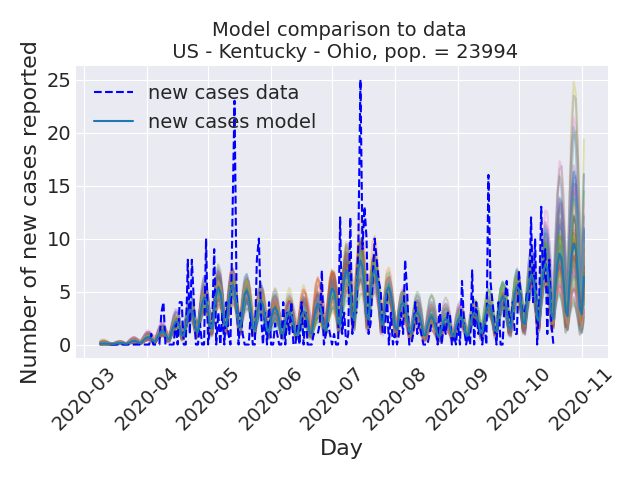 Model comparison to data
US - Kentucky - Ohio, pop. = 23994
Number of new cases reported
25
20
15
10
5
0
new cases data
new cases model
2020-03
2020-04
2020-05
2020-06
2020-07
2020-08
2020-09
2020-10
2020-11
Day